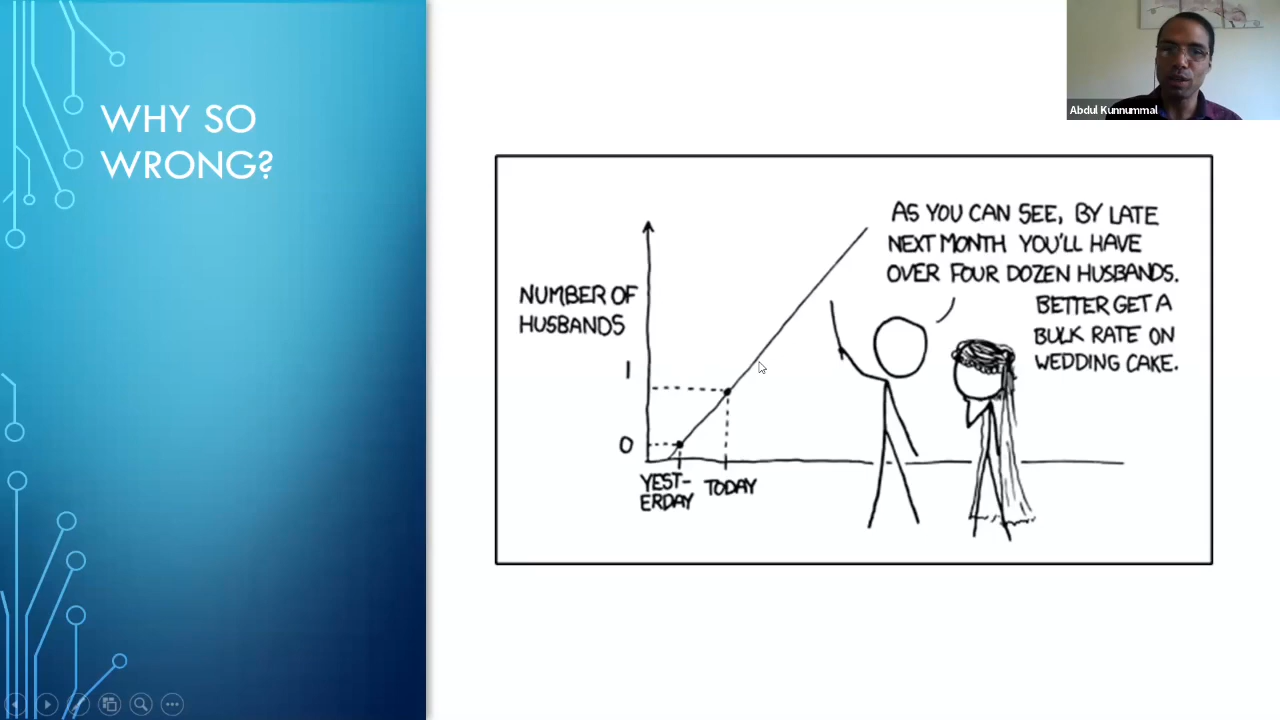 WHY SO
WRONG?
Abdul Kunnummal
AS YOU CAN SEE, BY LATE
NEXT MONTH YOU'LL HAVE
OVER FOUR DOZEN HUSBANDS.
BETTER GET A
BULK RATE ON
WEDDING CAKE.
NUMBER OF
HUSBANDS
1
0
YEST-
ERDAY
TODAY